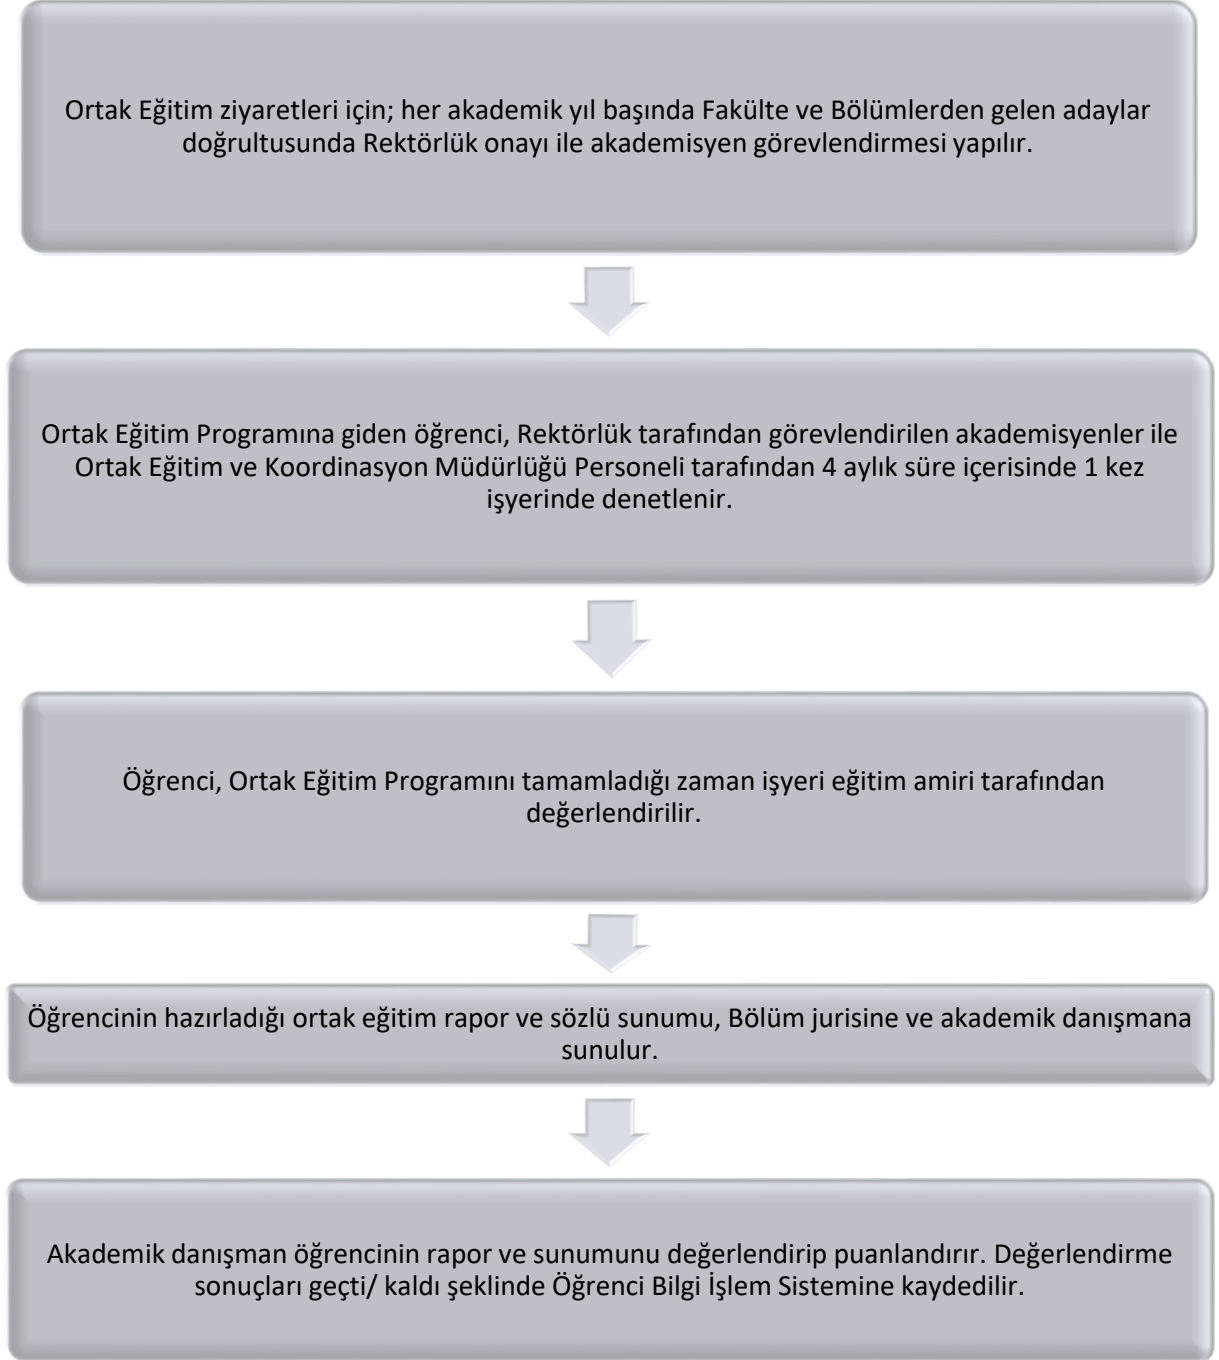 Ortak Eğitim ziyaretleri için; her akademik yıl başında Fakülte ve Bölümlerden gelen adaylar
doğrultusunda Rektörlük onayı ile akademisyen görevlendirmesi yapılır.
Ortak Eğitim Programına giden öğrenci, Rektörlük tarafından görevlendirilen akademisyenler ile
Ortak Eğitim ve Koordinasyon Müdürlüğü Personeli tarafından 4 aylık süre içerisinde 1 kez
işyerinde denetlenir.
Öğrenci, Ortak Eğitim Programını tamamladığı zaman işyeri eğitim amiri tarafından
değerlendirilir.
Öğrencinin hazırladığı ortak eğitim rapor ve sözlü sunumu, Bölüm jurisine ve akademik danışmana
sunulur.
Akademik danışman öğrencinin rapor ve sunumunu değerlendirip puanlandırır. Değerlendirme
sonuçları geçti/ kaldı şeklinde Öğrenci Bilgi İşlem Sistemine kaydedilir.